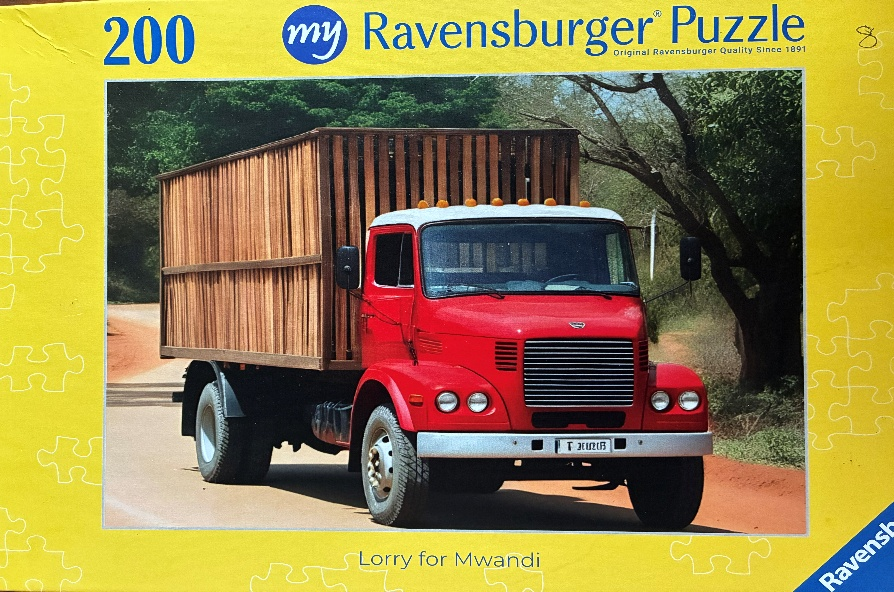 200
my Ravensburger® Puzzle
Original Ravensburger Quality Since 1891
8
Lorry for Mwandi
Ravensb